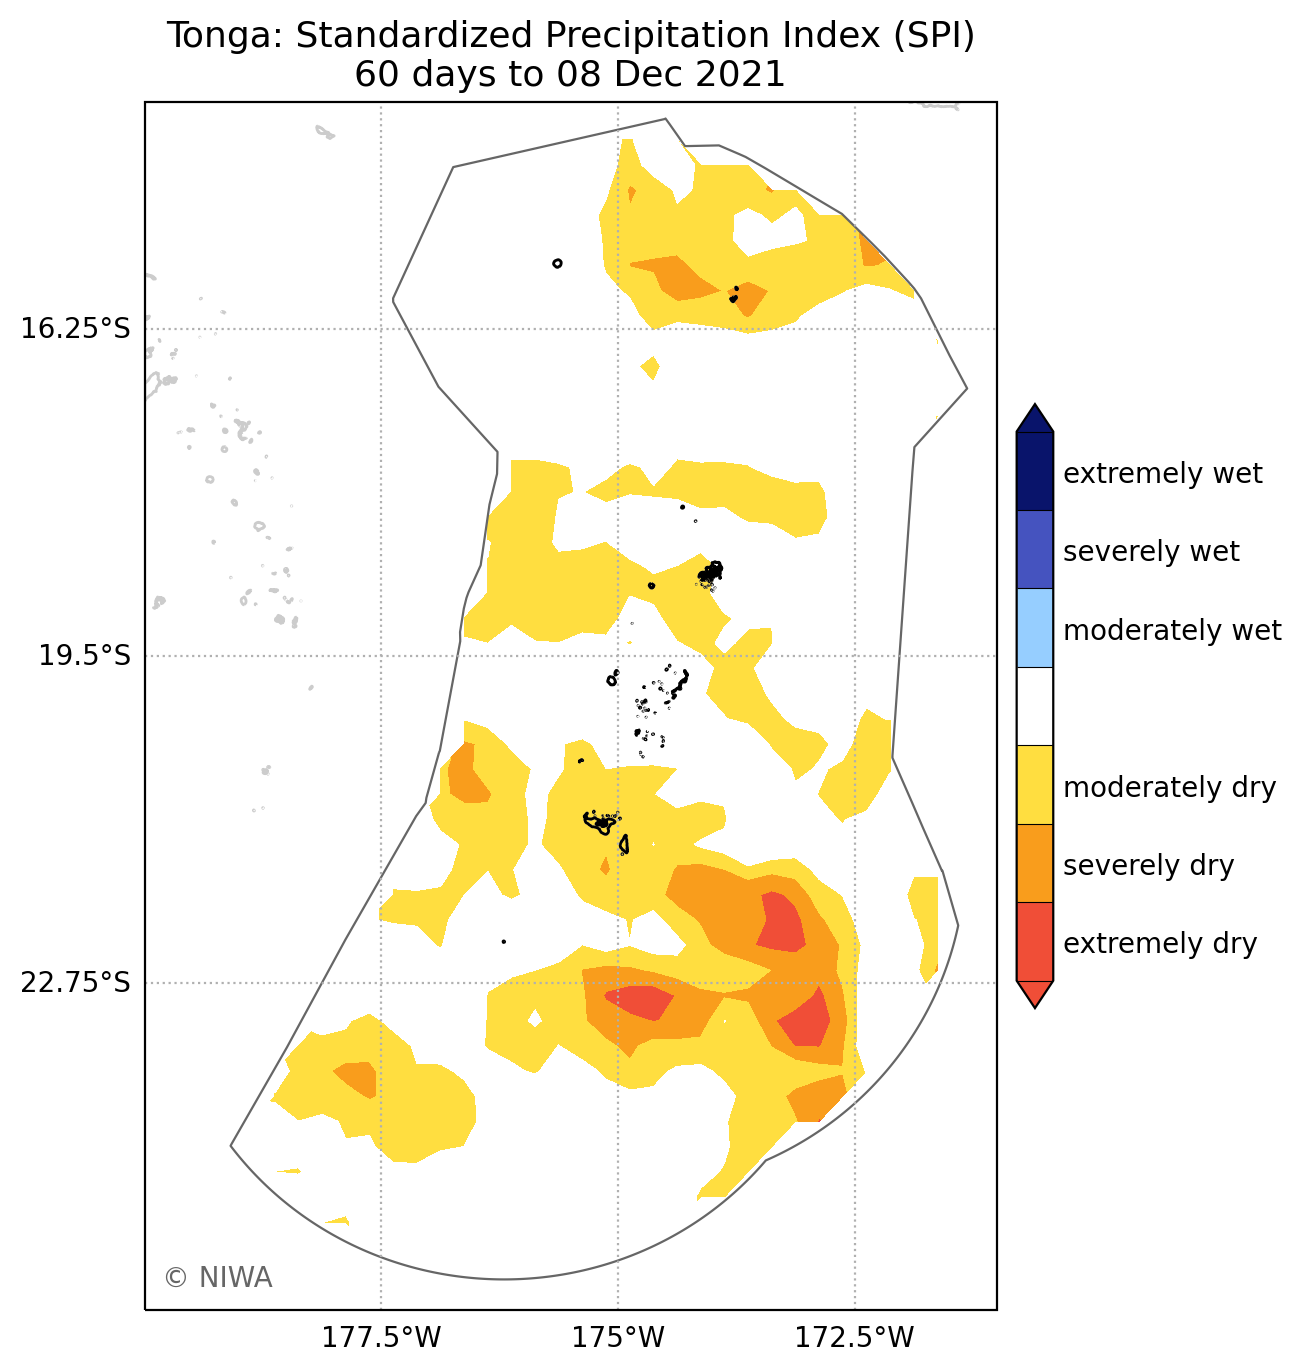 Tonga: Standardized Precipitation Index (SPI)
60 days to 08 Dec 2021
16.25°S
19.5°S
22.75°S
177.5°W
175°W
172.5°W
© NIWA
extremely wet
severely wet
moderately wet
moderately dry
severely dry
extremely dry